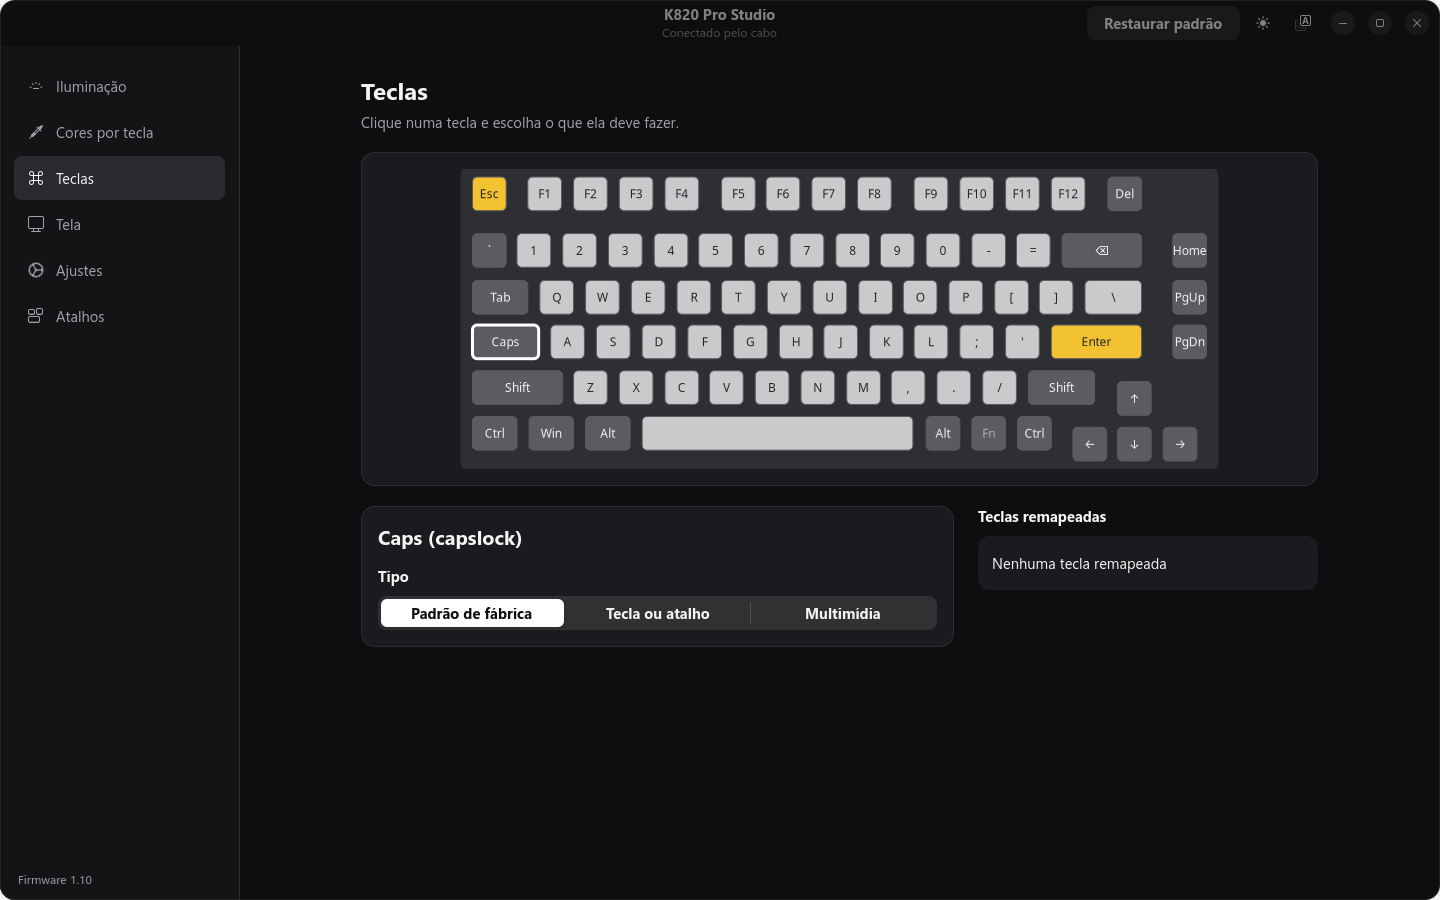 K820 Pro Studio
Conectado pelo cabo
Restaurar padrão
A
Iluminação
Cores por tecla
Teclas
Tela
Ajustes
Atalhos
Firmware 1.10
Teclas
Clique numa tecla e escolha o que ela deve fazer.
Esc F1 F2 F3 F4 F5 F6 F7 F8 F9 F10 F11 F12 Del
` 1 2 3 4 5 6 7 8 9 0 - = ⌫ Home
Tab Q W E R T Y U I O P [ ] \ PgUp
Caps A S D F G H J K L ; ' Enter PgDn
Shift Z X C V B N M , . / Shift ↑
Ctrl Win Alt Alt Fn Ctrl ← ↓ →
Caps (capslock)
Tipo
Padrão de fábrica Tecla ou atalho Multimídia
Teclas remapeadas
Nenhuma tecla remapeada